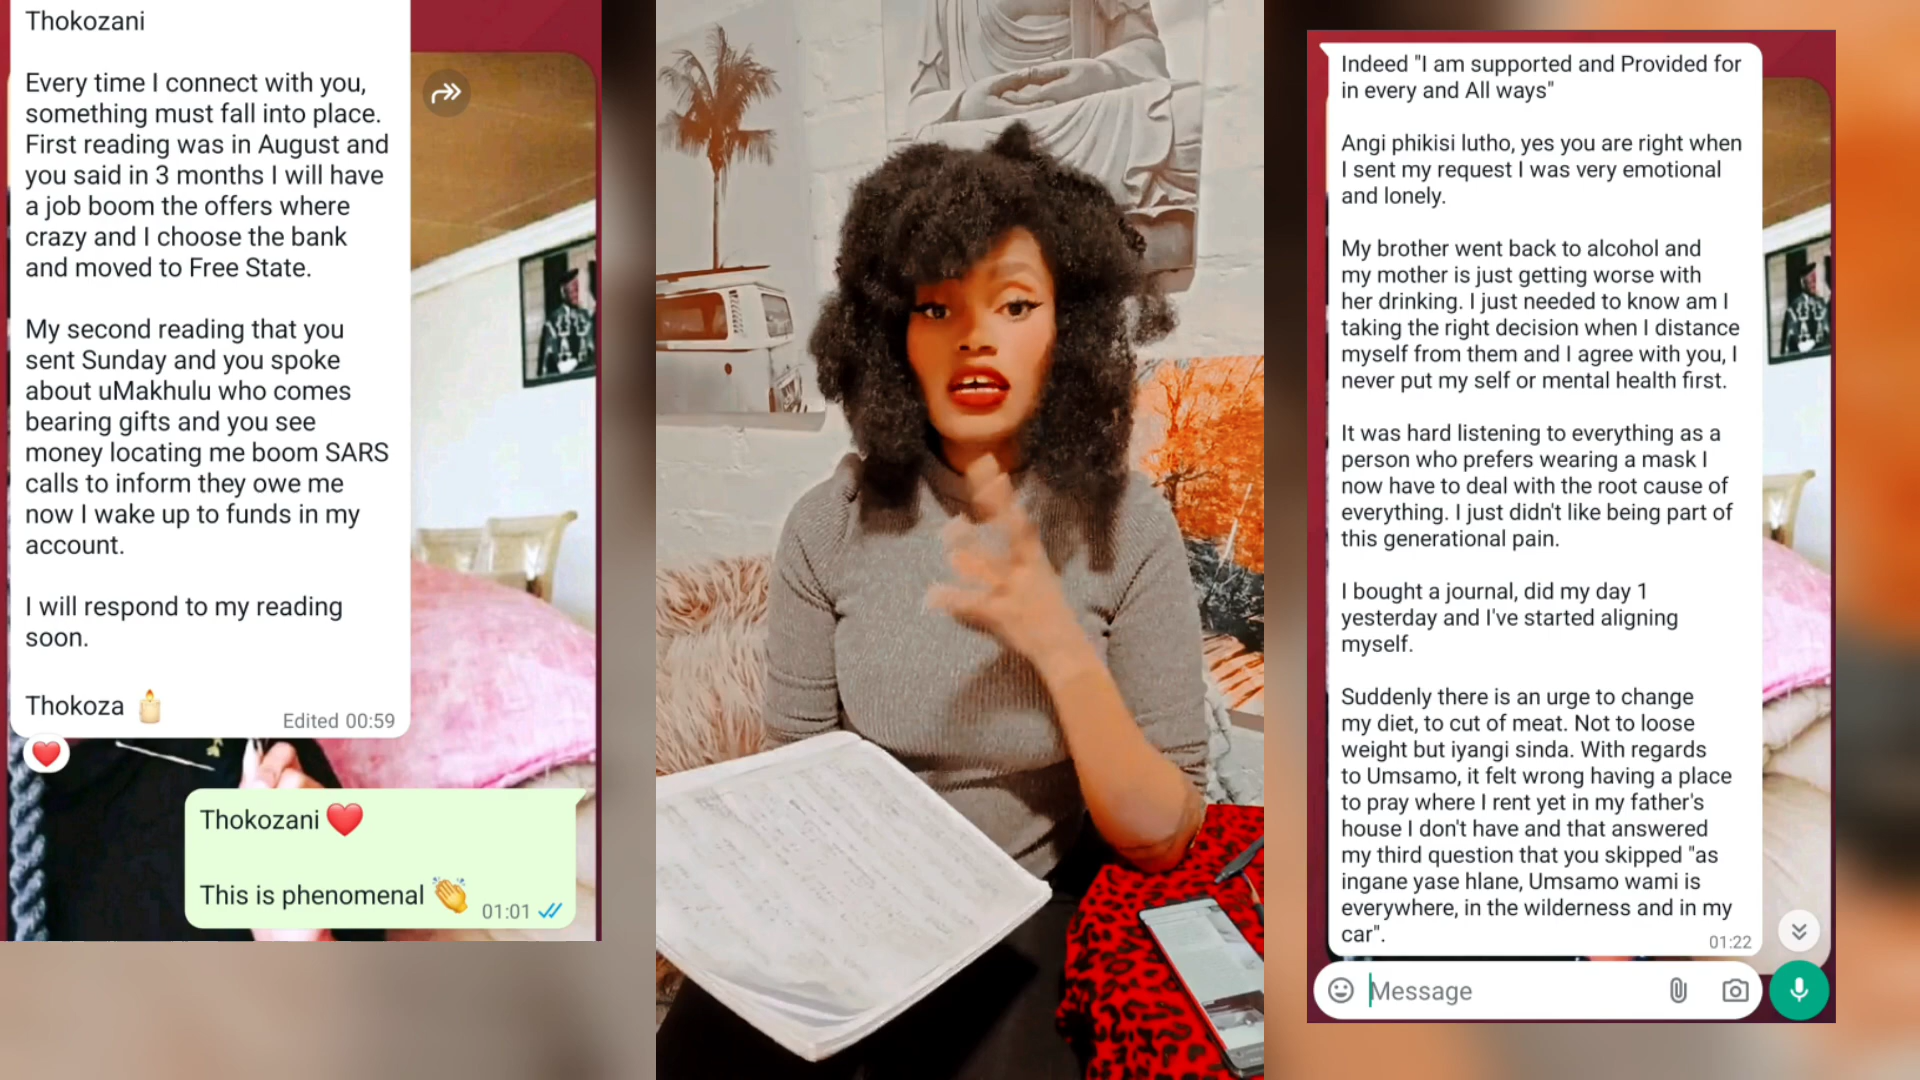 Thokozani
Every time I connect with you,
something must fall into place.
First reading was in August and
you said in 3 months I will have
a job boom the offers where
crazy and I choose the bank
and moved to Free State.
My second reading that you
sent Sunday and you spoke
about uMakhulu who comes
bearing gifts and you see
money locating me boom SARS
calls to inform they owe me
now I wake up to funds in my
account.
I will respond to my reading
soon.
Thokoza 🕯️
Edited 00:59
❤️
Thokozani ❤️
This is phenomenal 👏
01:01
Indeed "I am supported and Provided for
in every and All ways"
Angi phikisi lutho, yes you are right when
I sent my request I was very emotional
and lonely.
My brother went back to alcohol and
my mother is just getting worse with
her drinking. I just needed to know am I
taking the right decision when I distance
myself from them and I agree with you, I
never put my self or mental health first.
It was hard listening to everything as a
person who prefers wearing a mask I
now have to deal with the root cause of
everything. I just didn't like being part of
this generational pain.
I bought a journal, did my day 1
yesterday and I've started aligning
myself.
Suddenly there is an urge to change
my diet, to cut of meat. Not to loose
weight but iyangi sinda. With regards
to Umsamo, it felt wrong having a place
to pray where I rent yet in my father's
house I don't have and that answered
my third question that you skipped "as
ingane yase hlane, Umsamo wami is
everywhere, in the wilderness and in my
car".
01:22
Message